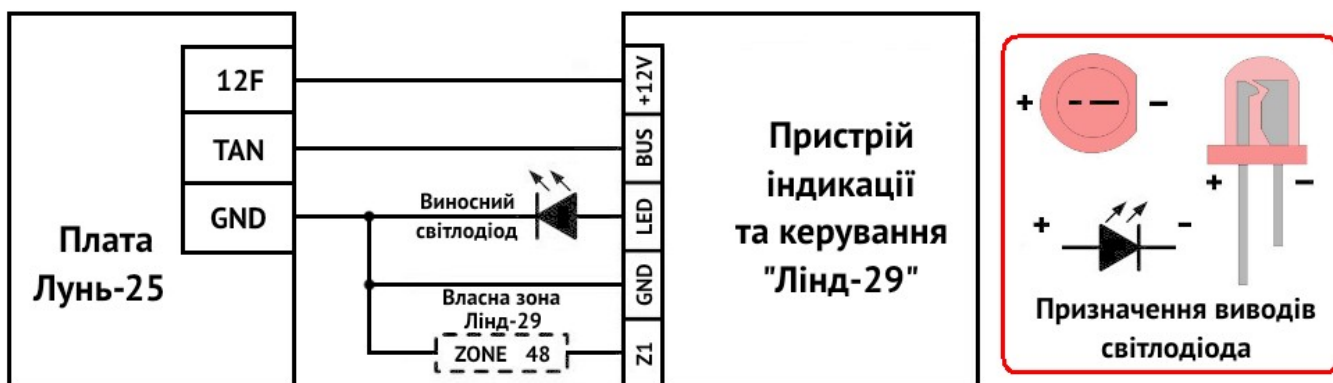 12F
TAN
GND
Плата
Лунь-25
Виносний
світлодіод
Власна зона
Лінд-29
ZONE 48
+12V
BUS
LED
GND
Z1
Пристрій
індикації
та керування
"Лінд-29"
+ −
+ −
+ −
Призначення виводів
світлодіода